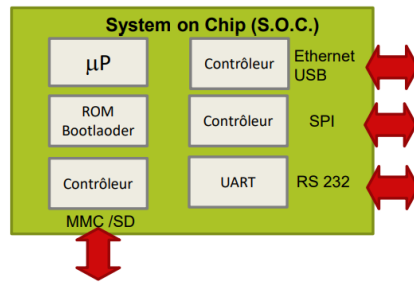 System on Chip (S.O.C.)
µP
Contrôleur
Ethernet
USB
ROM
Bootlaoder
Contrôleur
SPI
Contrôleur
UART
RS 232
MMC /SD